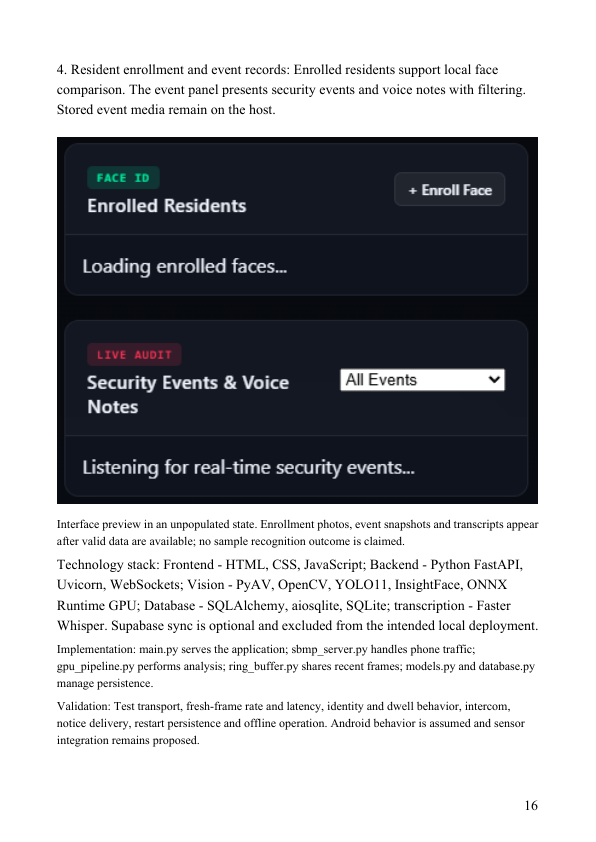 4. Resident enrollment and event records: Enrolled residents support local face
comparison. The event panel presents security events and voice notes with filtering.
Stored event media remain on the host.
FACE ID
Enrolled Residents
+ Enroll Face
Loading enrolled faces...
LIVE AUDIT
Security Events & Voice
Notes
All Events
Listening for real-time security events...
Interface preview in an unpopulated state. Enrollment photos, event snapshots and transcripts appear
after valid data are available; no sample recognition outcome is claimed.
Technology stack: Frontend - HTML, CSS, JavaScript; Backend - Python FastAPI,
Uvicorn, WebSockets; Vision - PyAV, OpenCV, YOLO11, InsightFace, ONNX
Runtime GPU; Database - SQLAlchemy, aiosqlite, SQLite; transcription - Faster
Whisper. Supabase sync is optional and excluded from the intended local deployment.
Implementation: main.py serves the application; sbmp_server.py handles phone traffic;
gpu_pipeline.py performs analysis; ring_buffer.py shares recent frames; models.py and database.py
manage persistence.
Validation: Test transport, fresh-frame rate and latency, identity and dwell behavior, intercom,
notice delivery, restart persistence and offline operation. Android behavior is assumed and sensor
integration remains proposed.
16